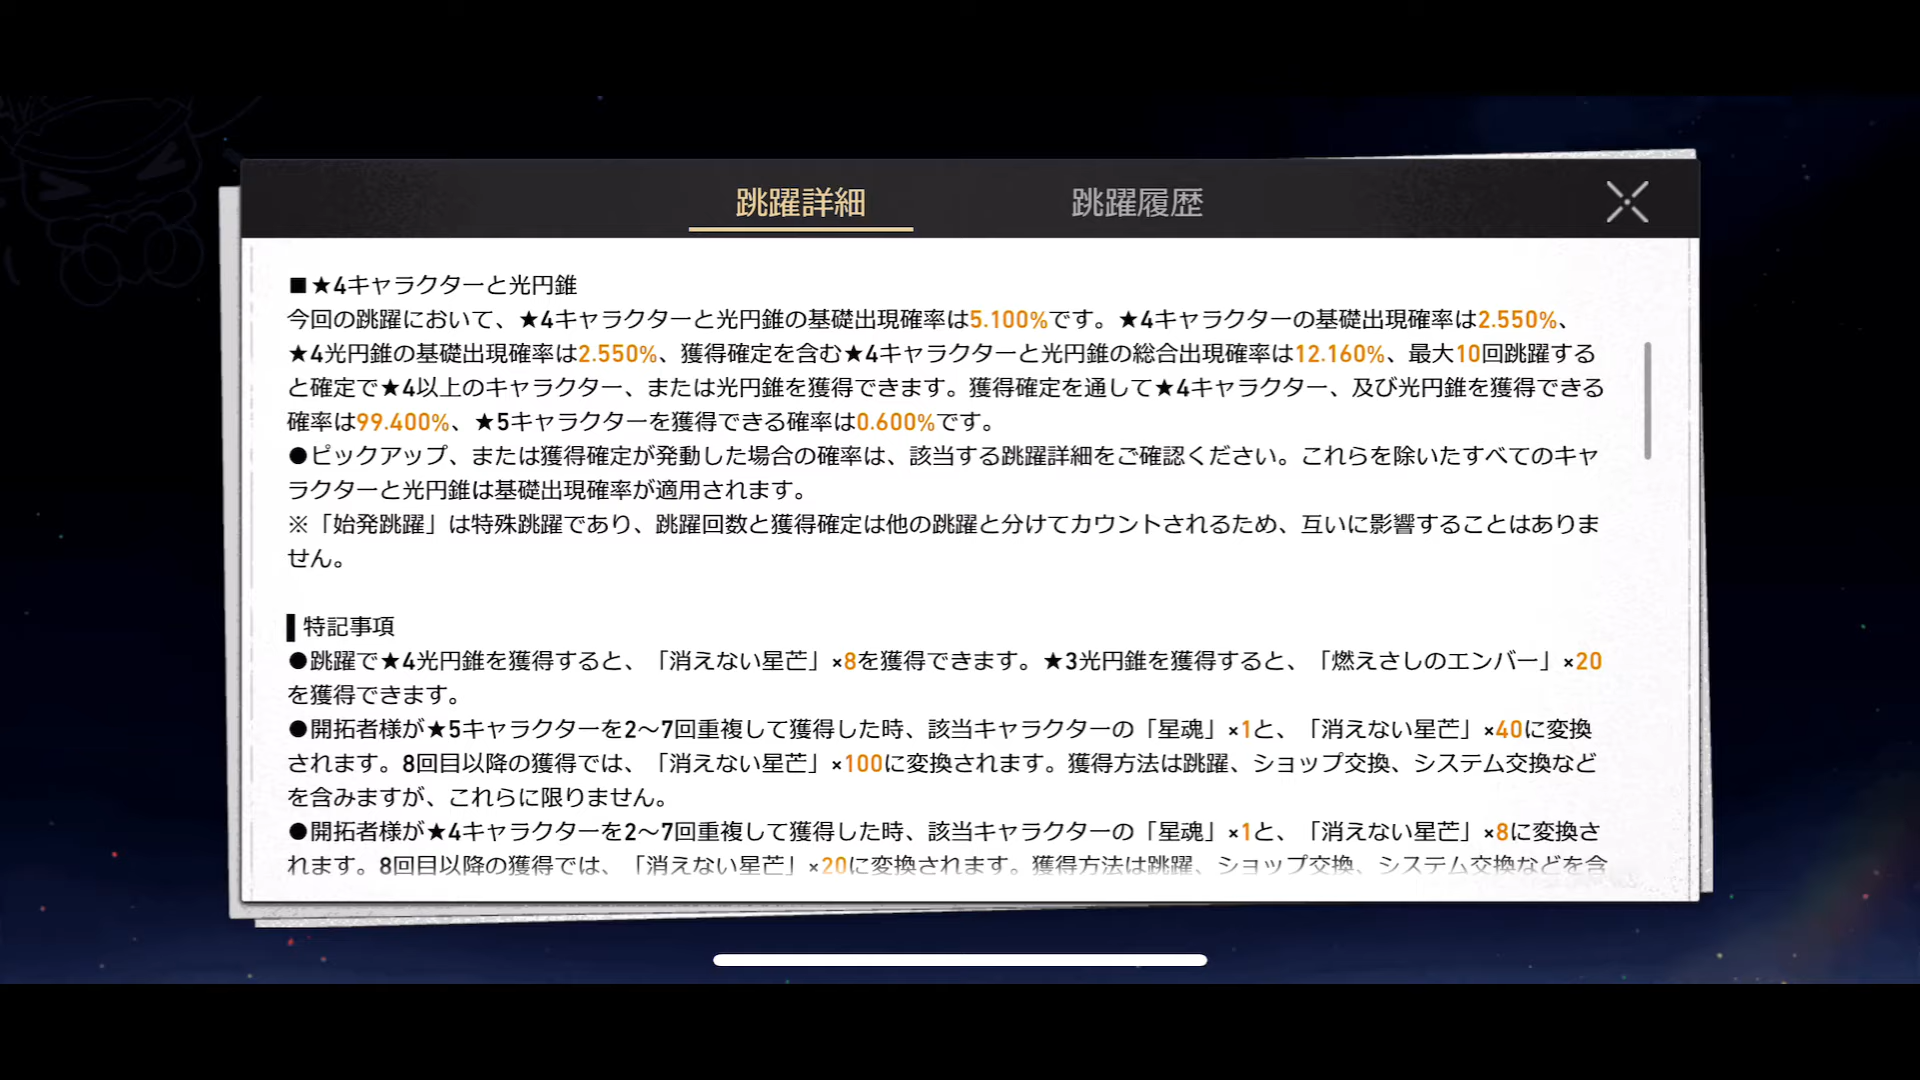 跳躍詳細
跳躍履歴
■★4キャラクターと光円錐
今回の跳躍において、★4キャラクターと光円錐の基礎出現確率は5.100%です。★4キャラクターの基礎出現確率は2.550%、
★4光円錐の基礎出現確率は2.550%、獲得確定を含む★4キャラクターと光円錐の総合出現確率は12.160%、最大10回跳躍する
と確定で★4以上のキャラクター、または光円錐を獲得できます。獲得確定を通して★4キャラクター、及び光円錐を獲得できる
確率は99.400%、★5キャラクターを獲得できる確率は0.600%です。
●ピックアップ、または獲得確定が発動した場合の確率は、該当する跳躍詳細をご確認ください。これらを除いたすべてのキャ
ラクターと光円錐は基礎出現確率が適用されます。
※「始発跳躍」は特殊跳躍であり、跳躍回数と獲得確定は他の跳躍と分けてカウントされるため、互いに影響することはありま
せん。
▌特記事項
●跳躍で★4光円錐を獲得すると、「消えない星芒」×8を獲得できます。★3光円錐を獲得すると、「燃えさしのエンバー」×20
を獲得できます。
●開拓者様が★5キャラクターを2～7回重複して獲得した時、該当キャラクターの「星魂」×1と、「消えない星芒」×40に変換
されます。8回目以降の獲得では、「消えない星芒」×100に変換されます。獲得方法は跳躍、ショップ交換、システム交換など
を含みますが、これらに限りません。
●開拓者様が★4キャラクターを2～7回重複して獲得した時、該当キャラクターの「星魂」×1と、「消えない星芒」×8に変換さ
れます。8回目以降の獲得では、「消えない星芒」×20に変換されます。獲得方法は跳躍、ショップ交換、システム交換などを含